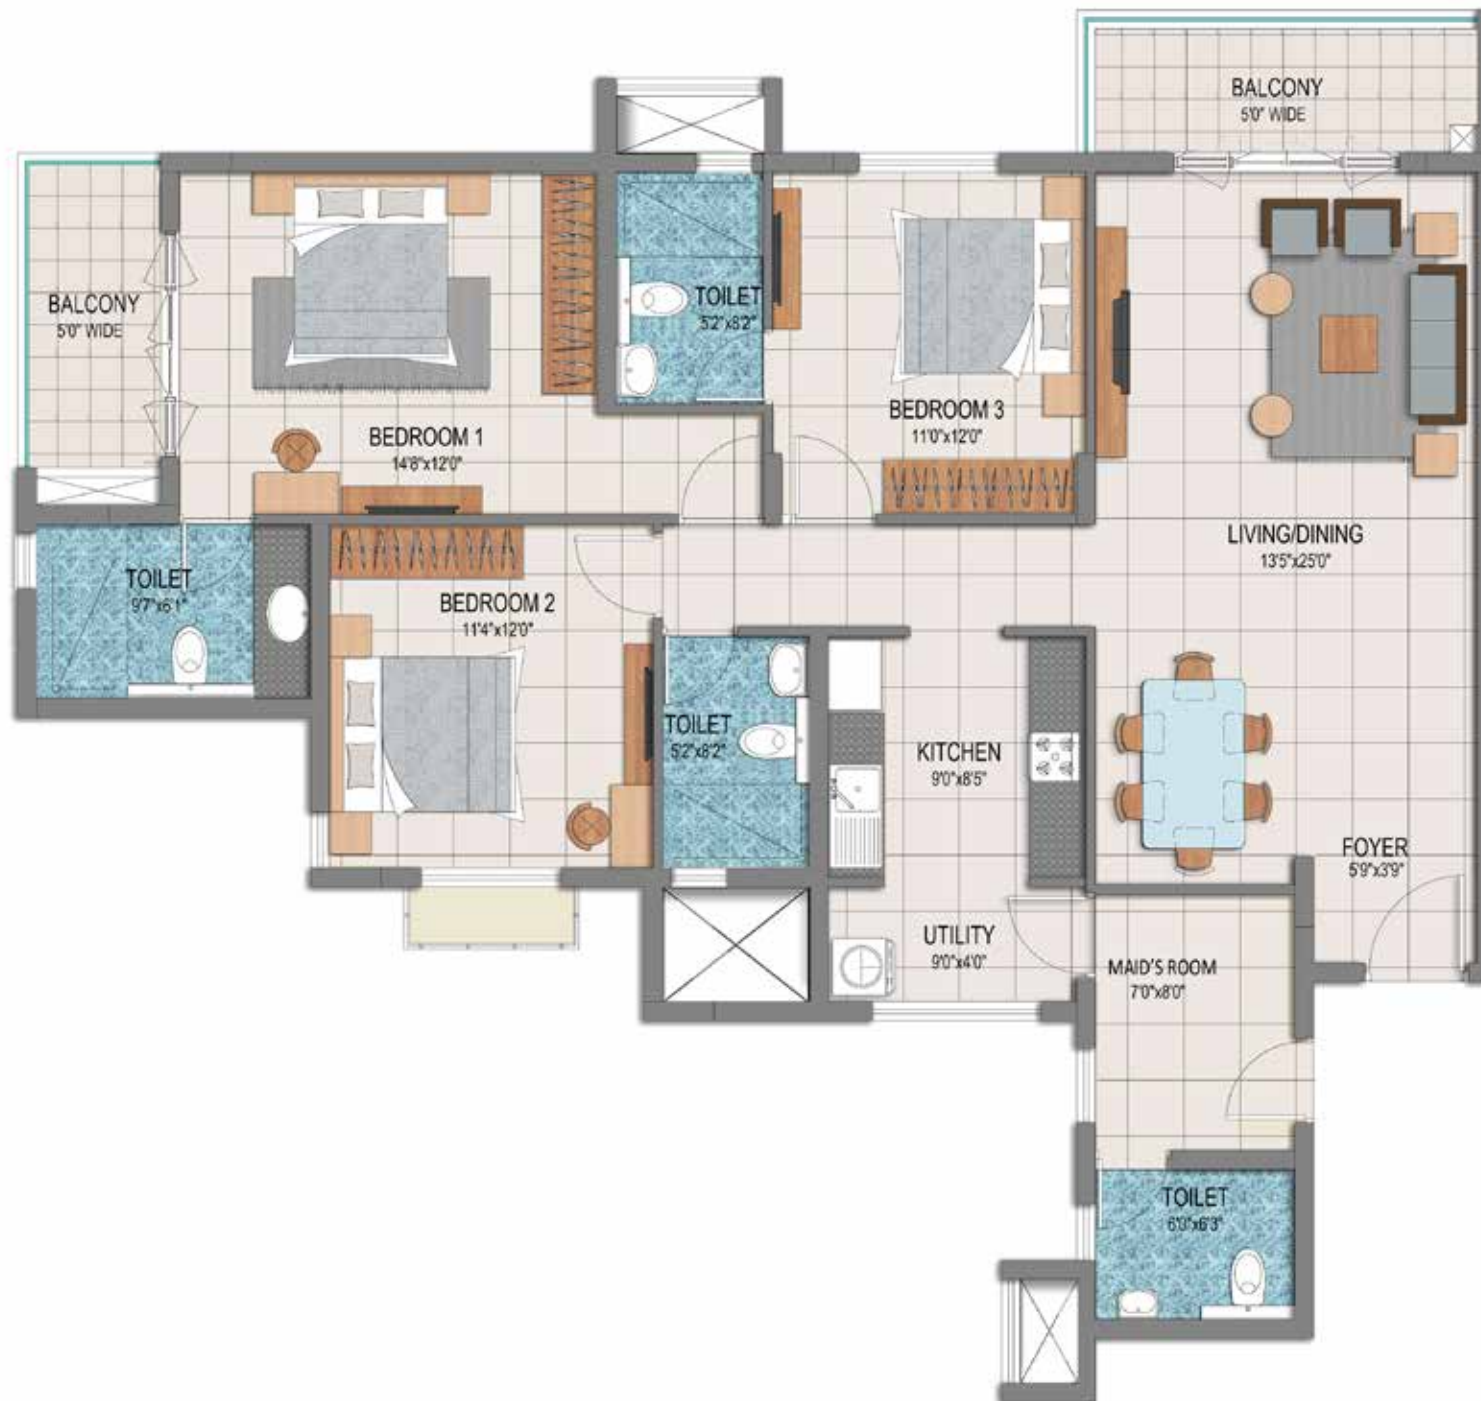 BALCONY
5'0" WIDE
BALCONY
5'0" WIDE
TOILET
5'2"x8'2"
BEDROOM 3
11'0"x12'0"
BEDROOM 1
14'8"x12'0"
LIVING/DINING
13'5"x25'0"
TOILET
9'7"x6'1"
BEDROOM 2
11'4"x12'0"
TOILET
5'2"x8'2"
KITCHEN
9'0"x8'5"
FOYER
5'9"x3'9"
UTILITY
9'0"x4'0"
MAID'S ROOM
7'0"x8'0"
TOILET
6'0"x6'3"